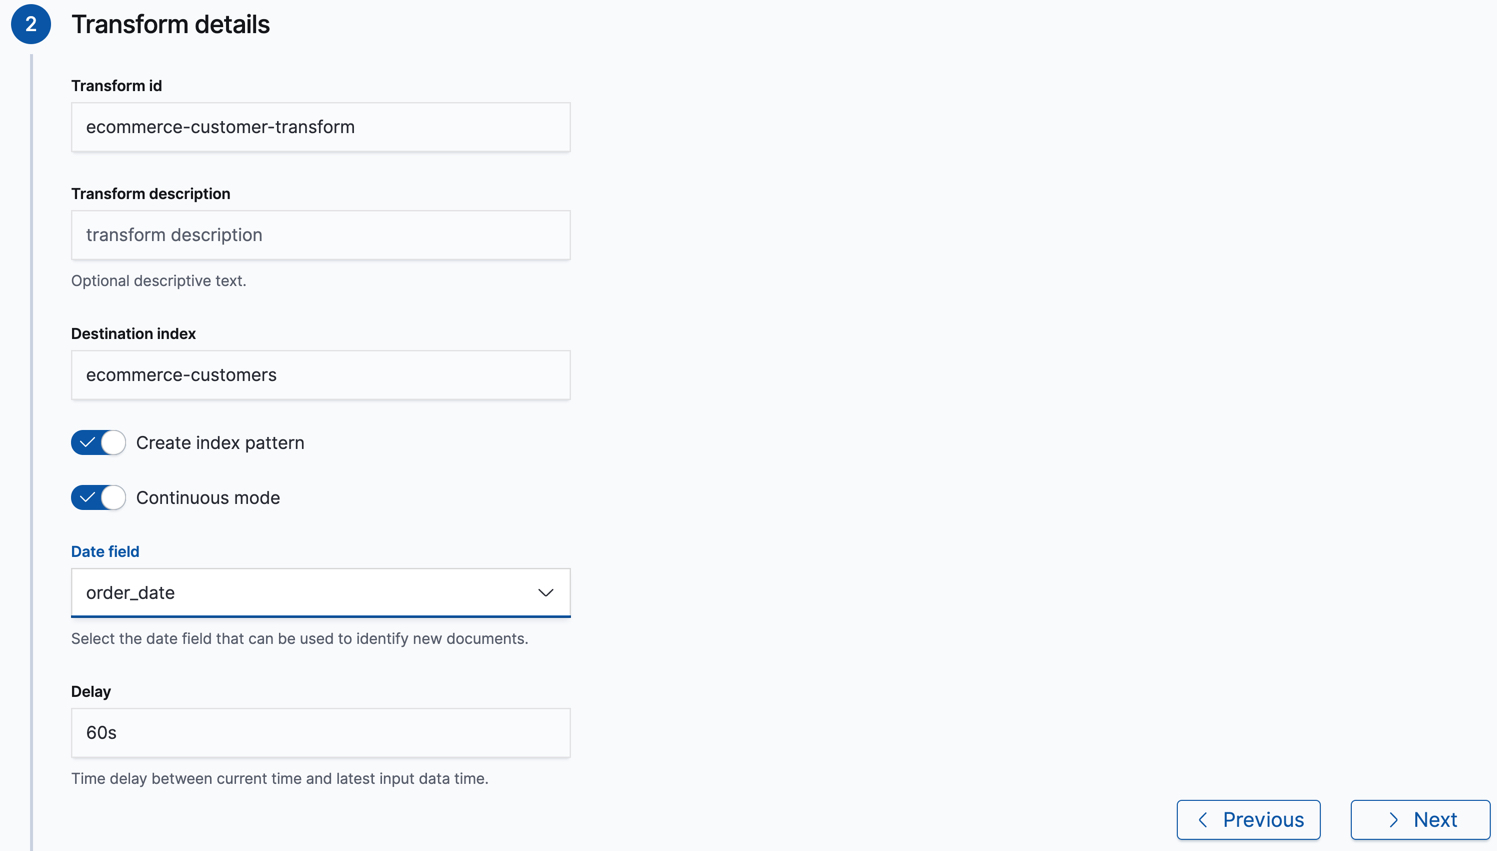 2
Transform details
Transform id
ecommerce-customer-transform
Transform description
transform description
Optional descriptive text.
Destination index
ecommerce-customers
Create index pattern
Continuous mode
Date field
order_date
Select the date field that can be used to identify new documents.
Delay
60s
Time delay between current time and latest input data time.
Previous
Next